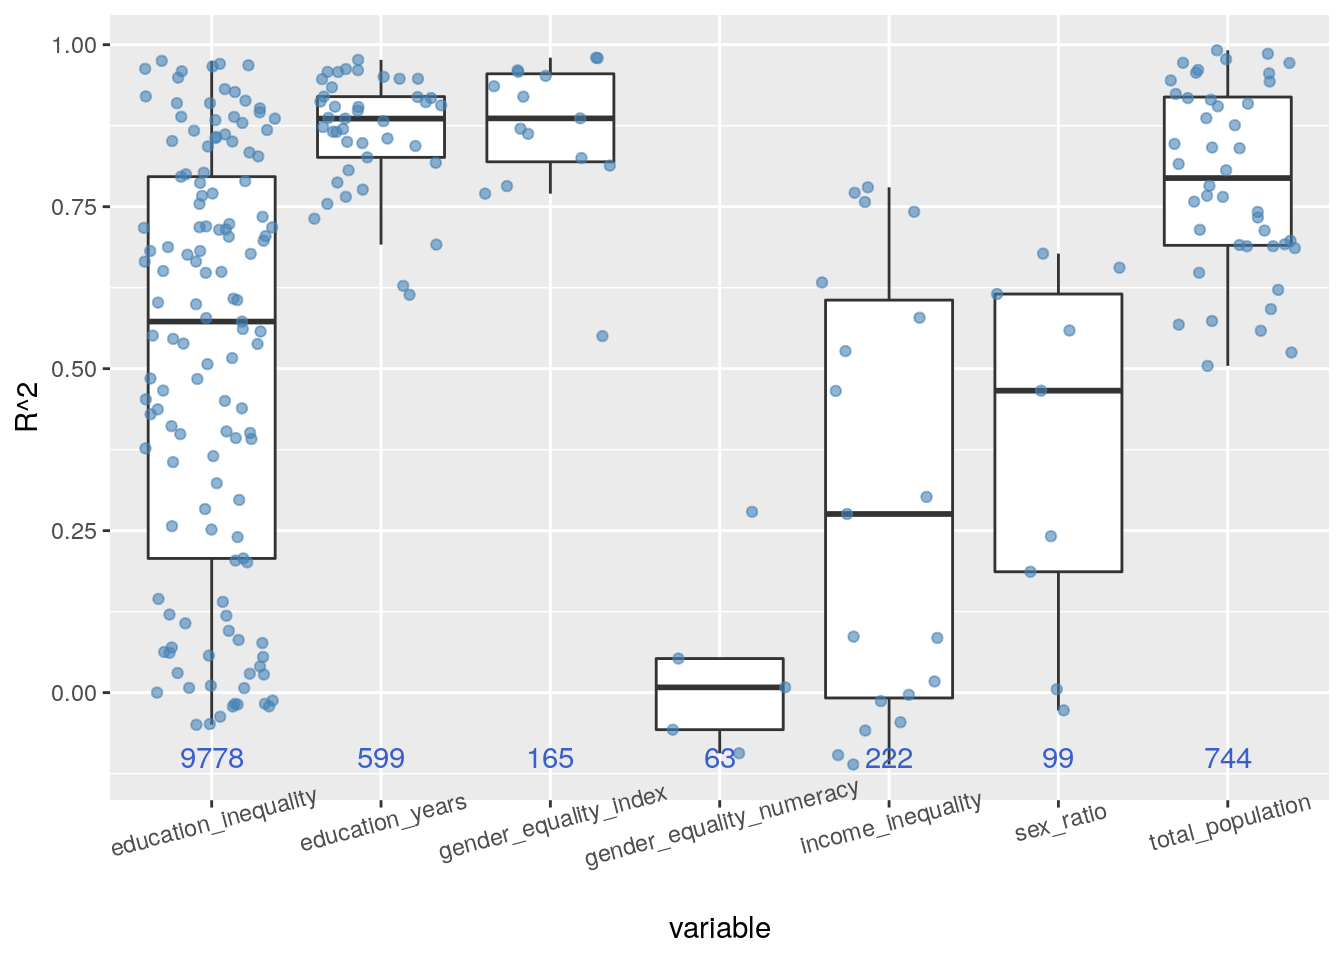 1.00
0.75
0.50
0.25
0.00
R^2
9778 599 165 63 222 99 744
education_inequality education_years gender_equality_index gender_equality_numeracy income_inequality sex_ratio total_population
variable